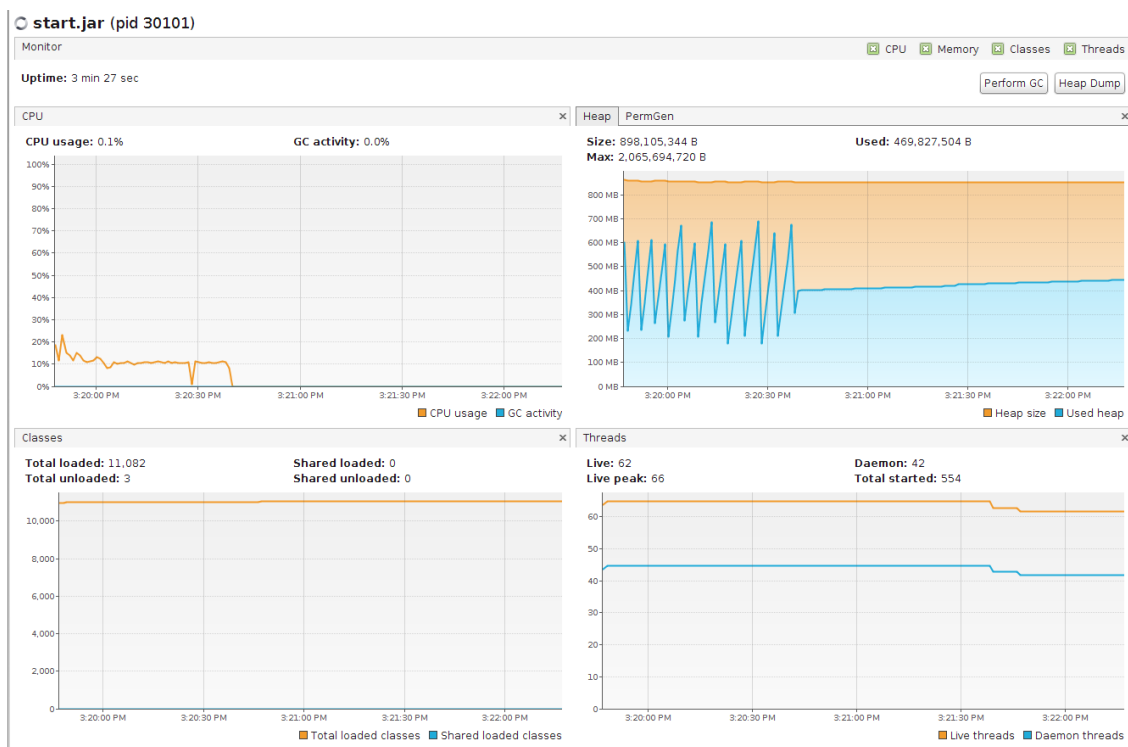 start.jar (pid 30101)
Monitor
CPU Memory Classes Threads
Uptime: 3 min 27 sec
Perform GC Heap Dump
CPU
CPU usage: 0.1% GC activity: 0.0%
100%
90%
80%
70%
60%
50%
40%
30%
20%
10%
0%
3:20:00 PM 3:20:30 PM 3:21:00 PM 3:21:30 PM 3:22:00 PM
CPU usage GC activity
Heap PermGen
Size: 898,105,344 B Used: 469,827,504 B
Max: 2,065,694,720 B
800 MB
700 MB
600 MB
500 MB
400 MB
300 MB
200 MB
100 MB
0 MB
3:20:00 PM 3:20:30 PM 3:21:00 PM 3:21:30 PM 3:22:00 PM
Heap size Used heap
Classes
Total loaded: 11,082 Shared loaded: 0
Total unloaded: 3 Shared unloaded: 0
10,000
8,000
6,000
4,000
2,000
0
3:20:00 PM 3:20:30 PM 3:21:00 PM 3:21:30 PM 3:22:00 PM
Total loaded classes Shared loaded classes
Threads
Live: 62 Daemon: 42
Live peak: 66 Total started: 554
60
50
40
30
20
10
0
3:20:00 PM 3:20:30 PM 3:21:00 PM 3:21:30 PM 3:22:00 PM
Live threads Daemon threads